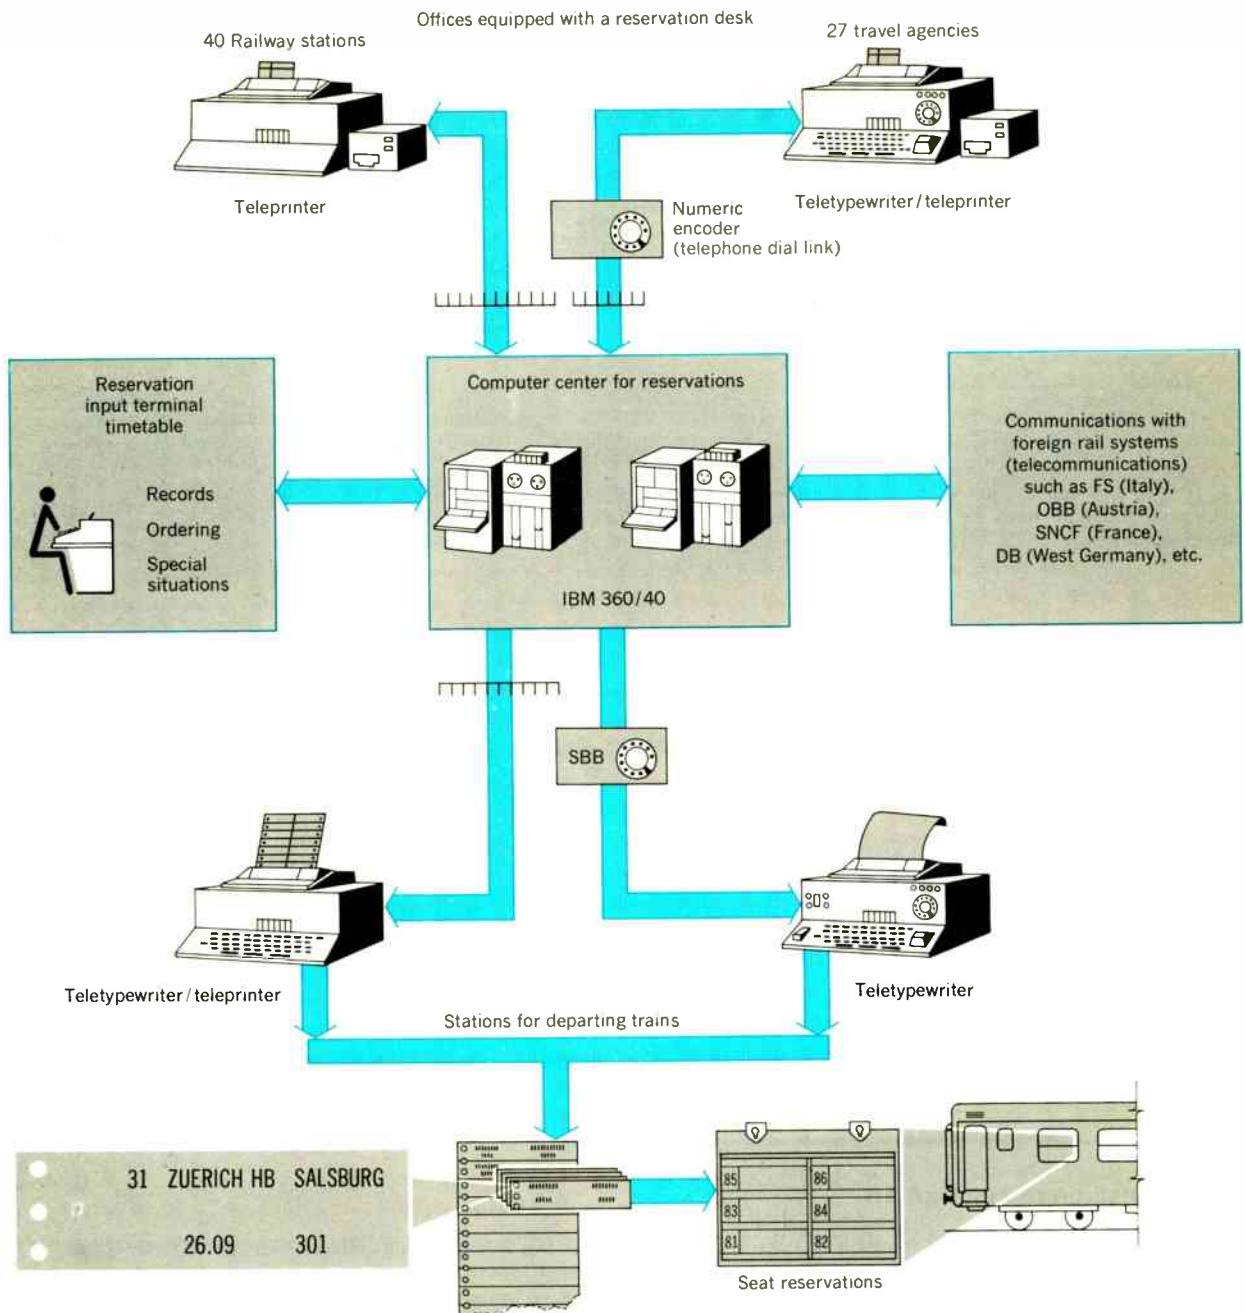 Offices equipped with a reservation desk
40 Railway stations
27 travel agencies
Teleprinter
Teletypewriter/teleprinter
Numeric
encoder
(telephone dial link)
Reservation
input terminal
timetable
Records
Ordering
Special
situations
Computer center for reservations
IBM 360/40
Communications with
foreign rail systems
(telecommunications)
such as FS (Italy),
OBB (Austria),
SNCF (France),
DB (West Germany), etc.
SBB
Teletypewriter/teleprinter
Teletypewriter
Stations for departing trains
31 ZUERICH HB SALSBURG
26.09 301
85 86
83 84
81 82
Seat reservations